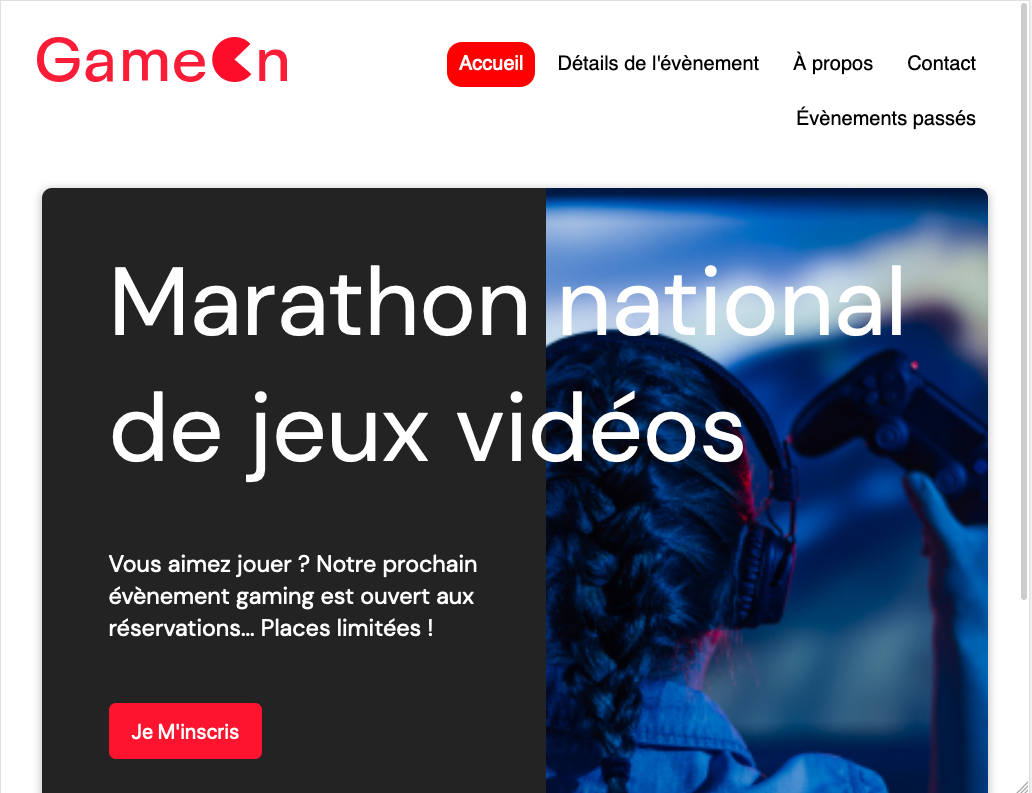 GameOn
Accueil Détails de l'évènement À propos Contact
Évènements passés
Marathon national
de jeux vidéos
Vous aimez jouer ? Notre prochain
évènement gaming est ouvert aux
réservations... Places limitées !
Je M'inscris